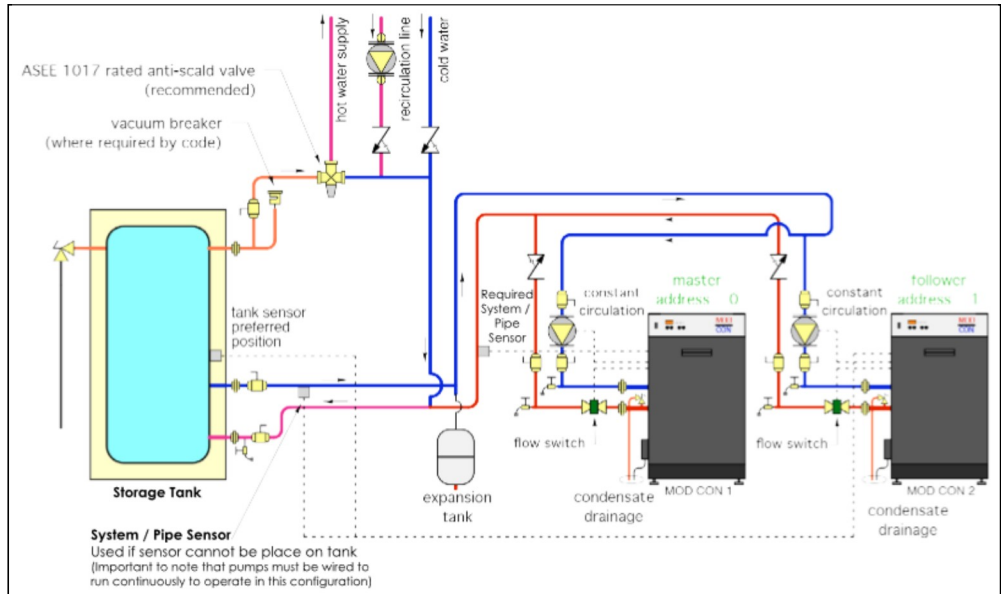 hot water supply
recirculation line
cold water
ASEE 1017 rated anti-scald valve
(recommended)
vacuum breaker
(where required by code)
tank sensor
preferred
position
Required
System /
Pipe
Sensor
constant
circulation
master
address 0
constant
circulation
follower
address 1
MOD
CON
MOD
CON
flow switch
flow switch
Storage Tank
expansion
tank
condensate
drainage
MOD CON 1
MOD CON 2
condensate
drainage
System / Pipe Sensor
Used if sensor cannot be place on tank
(Important to note that pumps must be wired to
run continuously to operate in this configuration)